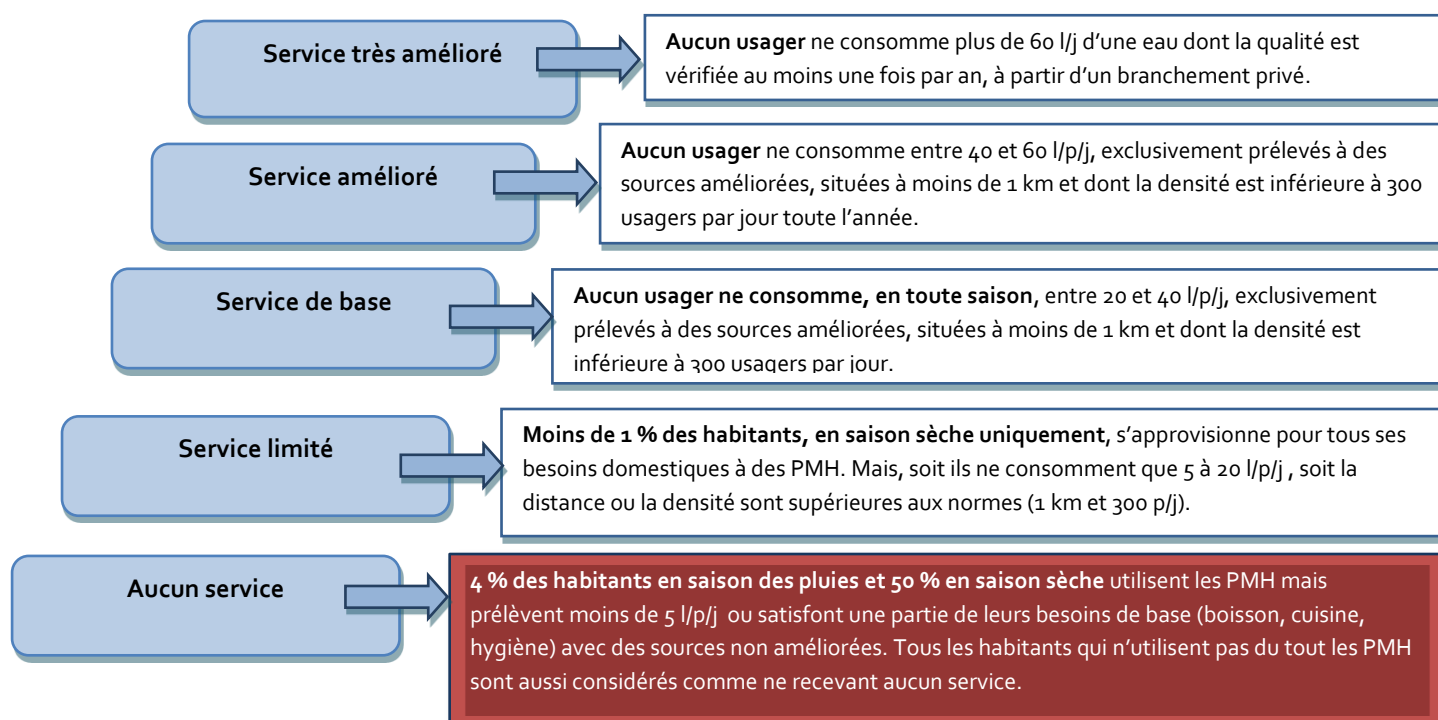 Service très amélioré
Aucun usager ne consomme plus de 60 l/j d’une eau dont la qualité est
vérifiée au moins une fois par an, à partir d’un branchement privé.
Service amélioré
Aucun usager ne consomme entre 40 et 60 l/p/j, exclusivement prélevés à des
sources améliorées, situées à moins de 1 km et dont la densité est inférieure à 300
usagers par jour toute l’année.
Service de base
Aucun usager ne consomme, en toute saison, entre 20 et 40 l/p/j, exclusivement
prélevés à des sources améliorées, situées à moins de 1 km et dont la densité est
inférieure à 300 usagers par jour.
Service limité
Moins de 1 % des habitants, en saison sèche uniquement, s’approvisionne pour tous ses
besoins domestiques à des PMH. Mais, soit ils ne consomment que 5 à 20 l/p/j , soit la
distance ou la densité sont supérieures aux normes (1 km et 300 p/j).
Aucun service
4 % des habitants en saison des pluies et 50 % en saison sèche utilisent les PMH mais
prélèvent moins de 5 l/p/j ou satisfont une partie de leurs besoins de base (boisson, cuisine,
hygiène) avec des sources non améliorées. Tous les habitants qui n’utilisent pas du tout les PMH
sont aussi considérés comme ne recevant aucun service.